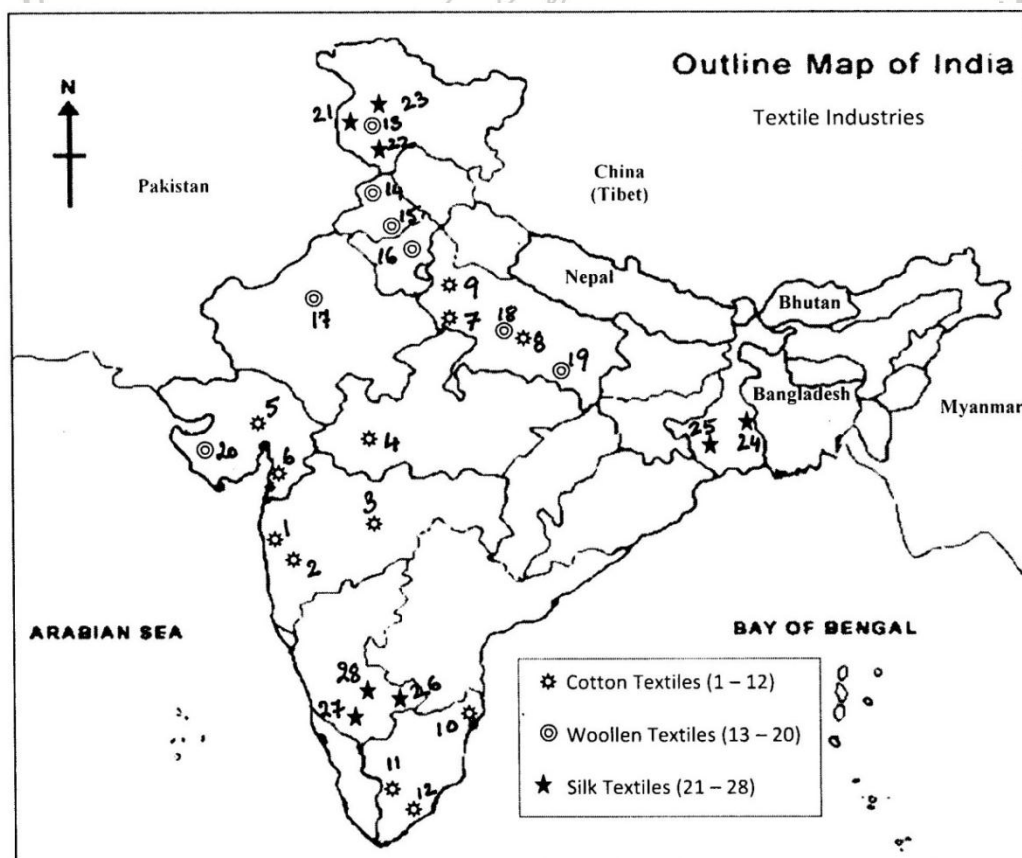 Outline Map of India
Textile Industries
N
Pakistan
China
(Tibet)
Nepal
Bhutan
Bangladesh
Myanmar
ARABIAN SEA
BAY OF BENGAL
21
23
13
22
14
15
16
17
9
7
18
8
19
5
20
6
4
3
1
2
25
24
28
26
27
10
11
12
Cotton Textiles (1 – 12)
Woollen Textiles (13 – 20)
Silk Textiles (21 – 28)